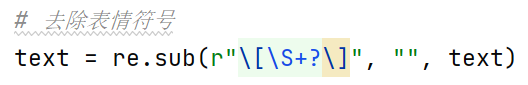 # 去除表情符号
text = re.sub(r"\[\S+?\]", "", text)